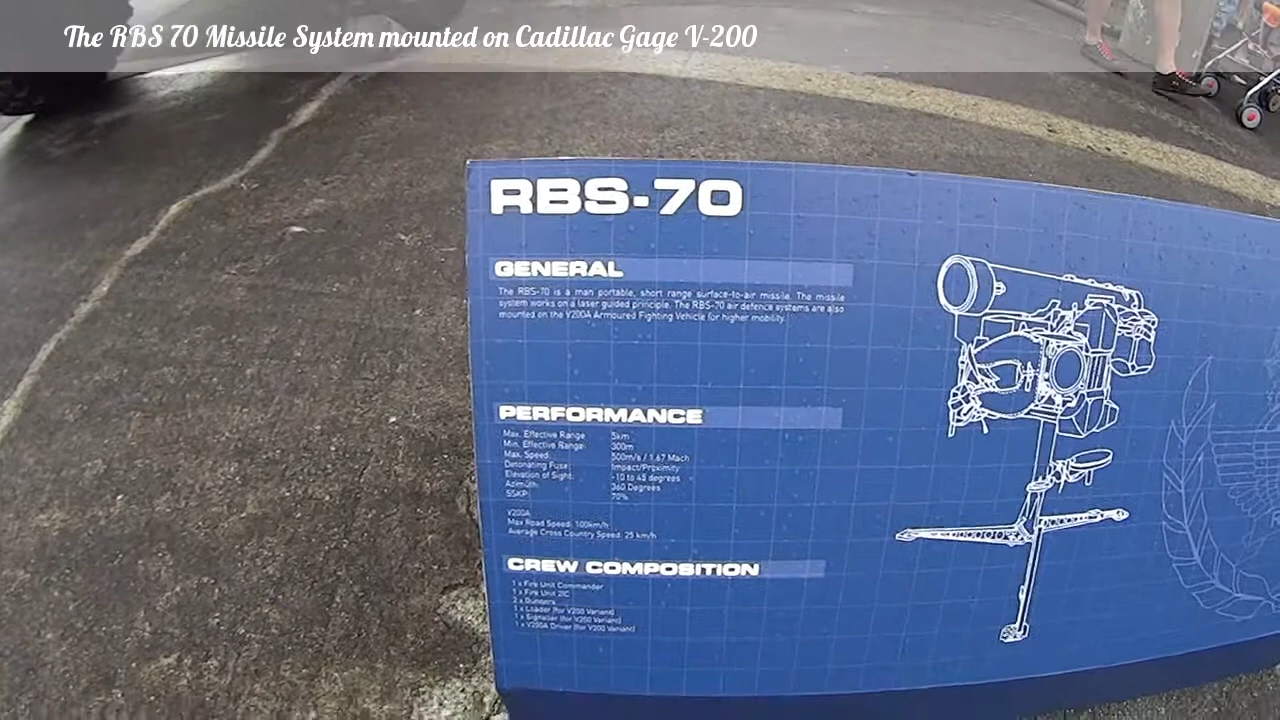 The RBS 70 Missile System mounted on Cadillac Gage V-200
RBS-70
GENERAL
The RBS-70 is a man portable, short range surface-to-air missile. The missile
system works on a laser guided principle. The RBS-70 air defence systems are also
mounted on the V200A Armoured Fighting Vehicle for higher mobility.
PERFORMANCE
Max. Effective Range 5km
Min. Effective Range: 300m
Max. Speed: 500m/s / 1.67 Mach
Detonating Fuse: Impact/Proximity
Elevation of Sight: -10 to 45 degrees
Azimuth: 360 Degrees
SSKP: 70%
V200A
Max Road Speed: 100km/h
Average Cross Country Speed: 25 km/h
CREW COMPOSITION
1 x Fire Unit Commander
1 x Fire Unit 2IC
2 x Gunners
1 x Loader (for V200 Variant)
1 x Signaller (for V200 Variant)
1 x V200A Driver (for V200 Variant)